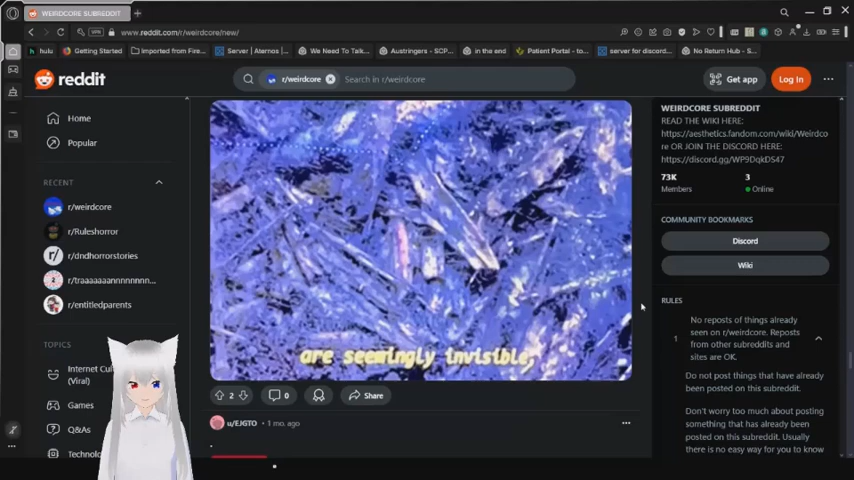 WEIRDCORE SUBREDDIT
VPN
www.reddit.com/r/weirdcore/new/
hulu
Getting Started
Imported from Fire...
Server | Aternos |
We Need To Talk...
Austringers - SCP...
in the end
Patient Portal - to...
server for discord...
No Return Hub - S...
reddit
r/weirdcore
Search in r/weirdcore
Get app
Log In
Home
Popular
RECENT
r/weirdcore
r/Ruleshorror
r/dndhorrorstories
r/traaaaaaannnnnnnn...
r/entitledparents
TOPICS
Internet Cul
(Viral)
Games
Q&As
Technolo
are seemingly invisible,
2
0
Share
u/EJGTO • 1 mo. ago
.
WEIRDCORE SUBREDDIT
READ THE WIKI HERE:
https://aesthetics.fandom.com/wiki/Weirdco
re OR JOIN THE DISCORD HERE:
https://discord.gg/WP9DqkDS47
73K
3
Members
Online
COMMUNITY BOOKMARKS
Discord
Wiki
RULES
1
No reposts of things already
seen on r/weirdcore. Reposts
from other subreddits and
sites are OK.
Do not post things that have already
been posted on this subreddit.
Don't worry too much about posting
something that has already been
posted on this subreddit. Usually
there is no easy way for you to know